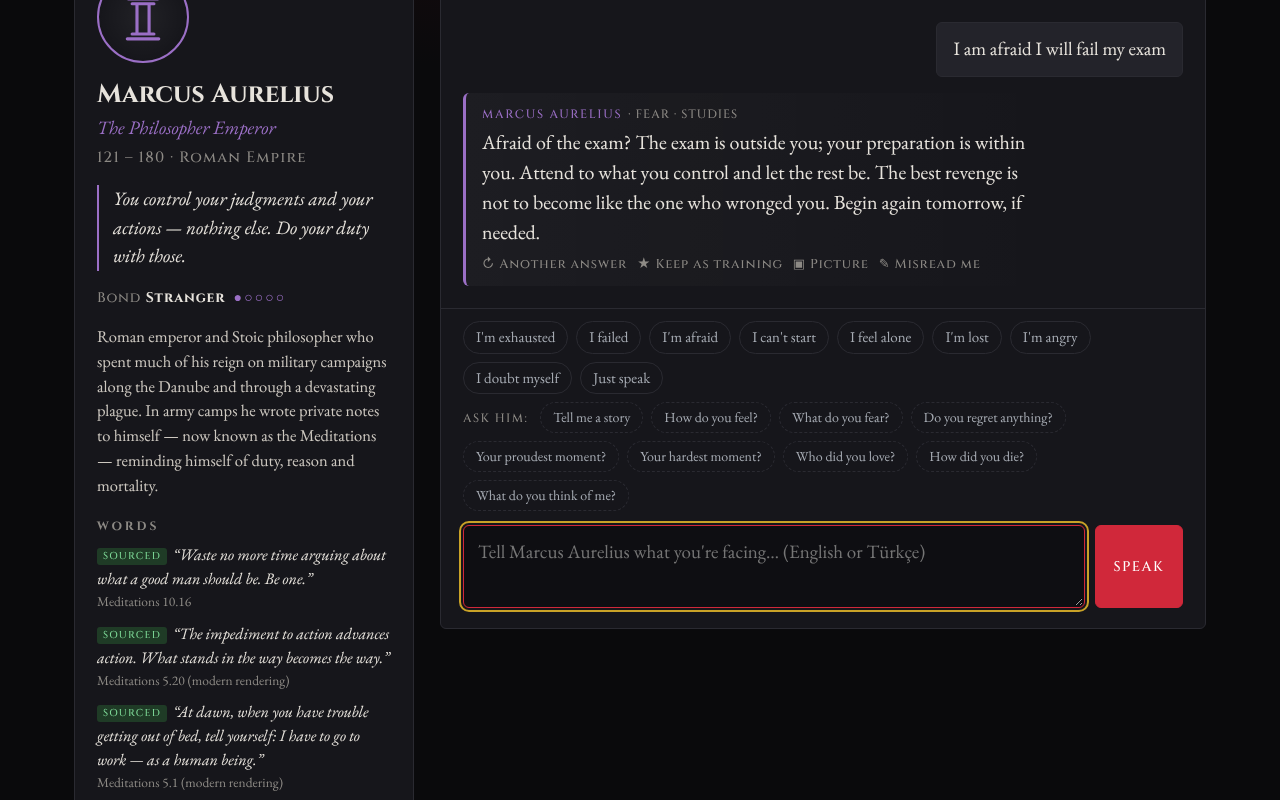 Marcus Aurelius
The Philosopher Emperor
121 – 180 · Roman Empire
You control your judgments and your
actions — nothing else. Do your duty
with those.
Bond Stranger ●○○○○
Roman emperor and Stoic philosopher who
spent much of his reign on military campaigns
along the Danube and through a devastating
plague. In army camps he wrote private notes
to himself — now known as the Meditations
— reminding himself of duty, reason and
mortality.
WORDS
SOURCED “Waste no more time arguing about
what a good man should be. Be one.”
Meditations 10.16
SOURCED “The impediment to action advances
action. What stands in the way becomes the way.”
Meditations 5.20 (modern rendering)
SOURCED “At dawn, when you have trouble
getting out of bed, tell yourself: I have to go to
work — as a human being.”
Meditations 5.1 (modern rendering)
I am afraid I will fail my exam
MARCUS AURELIUS · FEAR · STUDIES
Afraid of the exam? The exam is outside you; your preparation is within
you. Attend to what you control and let the rest be. The best revenge is
not to become like the one who wronged you. Begin again tomorrow, if
needed.
↻ Another answer ★ Keep as training ▣ Picture ✎ Misread me
I'm exhausted I failed I'm afraid I can't start I feel alone I'm lost I'm angry
I doubt myself Just speak
ASK HIM: Tell me a story How do you feel? What do you fear? Do you regret anything?
Your proudest moment? Your hardest moment? Who did you love? How did you die?
What do you think of me?
Tell Marcus Aurelius what you're facing... (English or Türkçe)
SPEAK